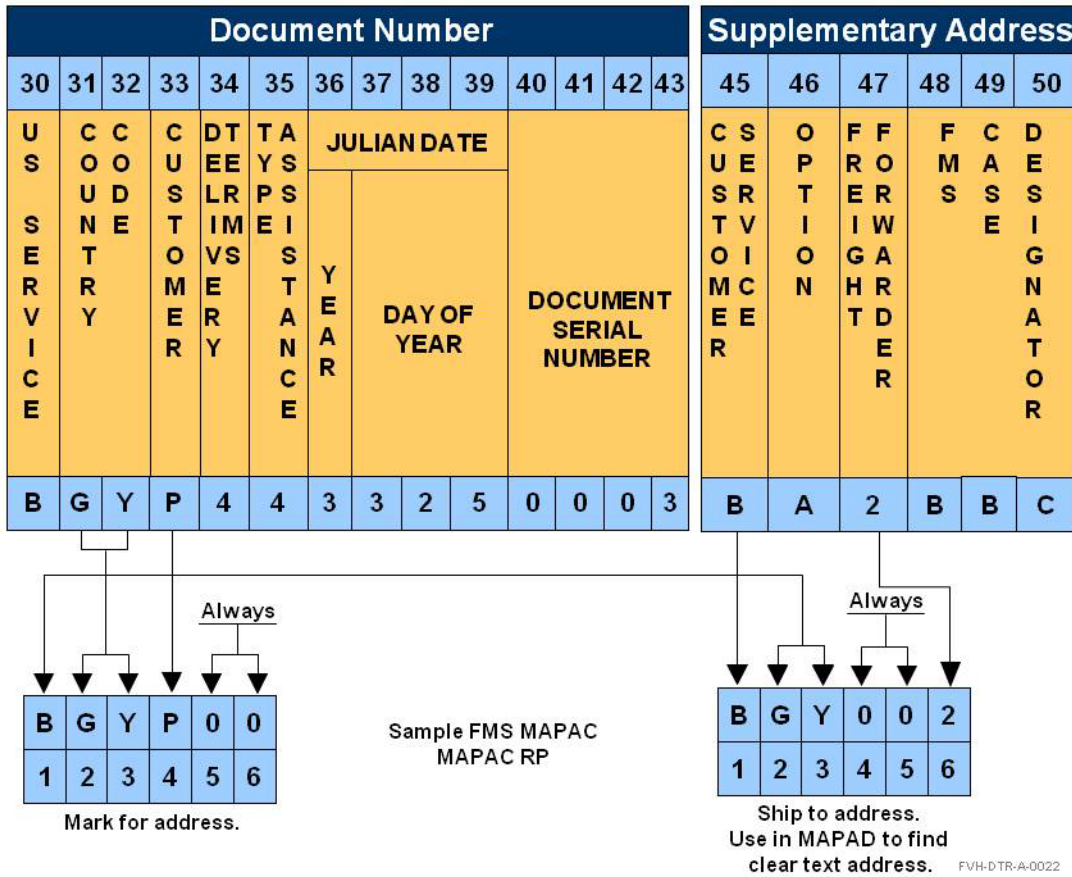 Document Number
Supplementary Address
30 31 32 33 34 35 36 37 38 39 40 41 42 43
45 46 47 48 49 50
US SERVICE
COUNTRY CODE
CUSTOMER
DELIVERY TERMS
TYPE ASSISTANCE
JULIAN DATE
YEAR
DAY OF
YEAR
DOCUMENT
SERIAL
NUMBER
CUSTOMER SERVICE
OPTION
FREIGHT FORWARDER
FMS CASE DESIGNATOR
B G Y P 4 4 3 3 2 5 0 0 0 3
B A 2 B B C
Always
Always
B G Y P 0 0
1 2 3 4 5 6
Mark for address.
Sample FMS MAPAC
MAPAC RP
B G Y 0 0 2
1 2 3 4 5 6
Ship to address.
Use in MAPAD to find
clear text address.
FVH-DTR-A-0022